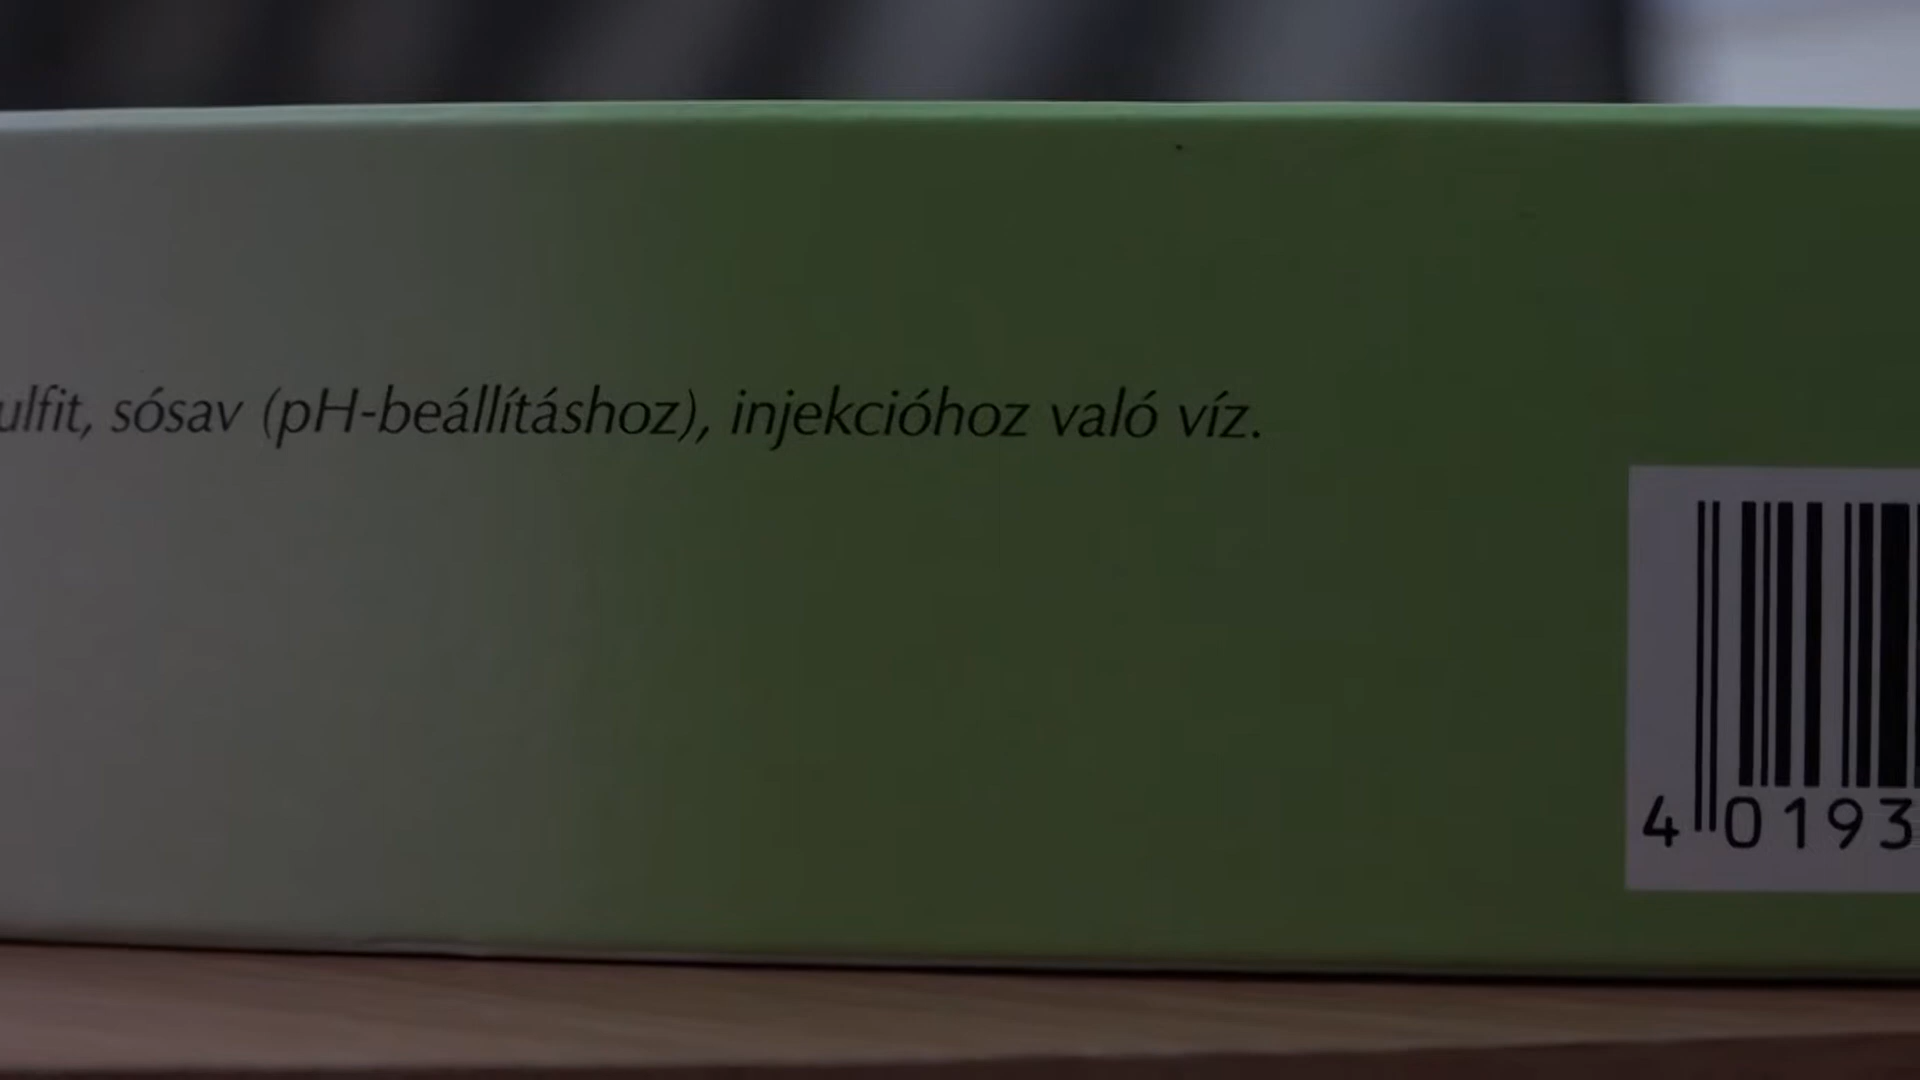 ulfit, sósav (pH-beállításhoz), injekcióhoz való víz.
4 0193